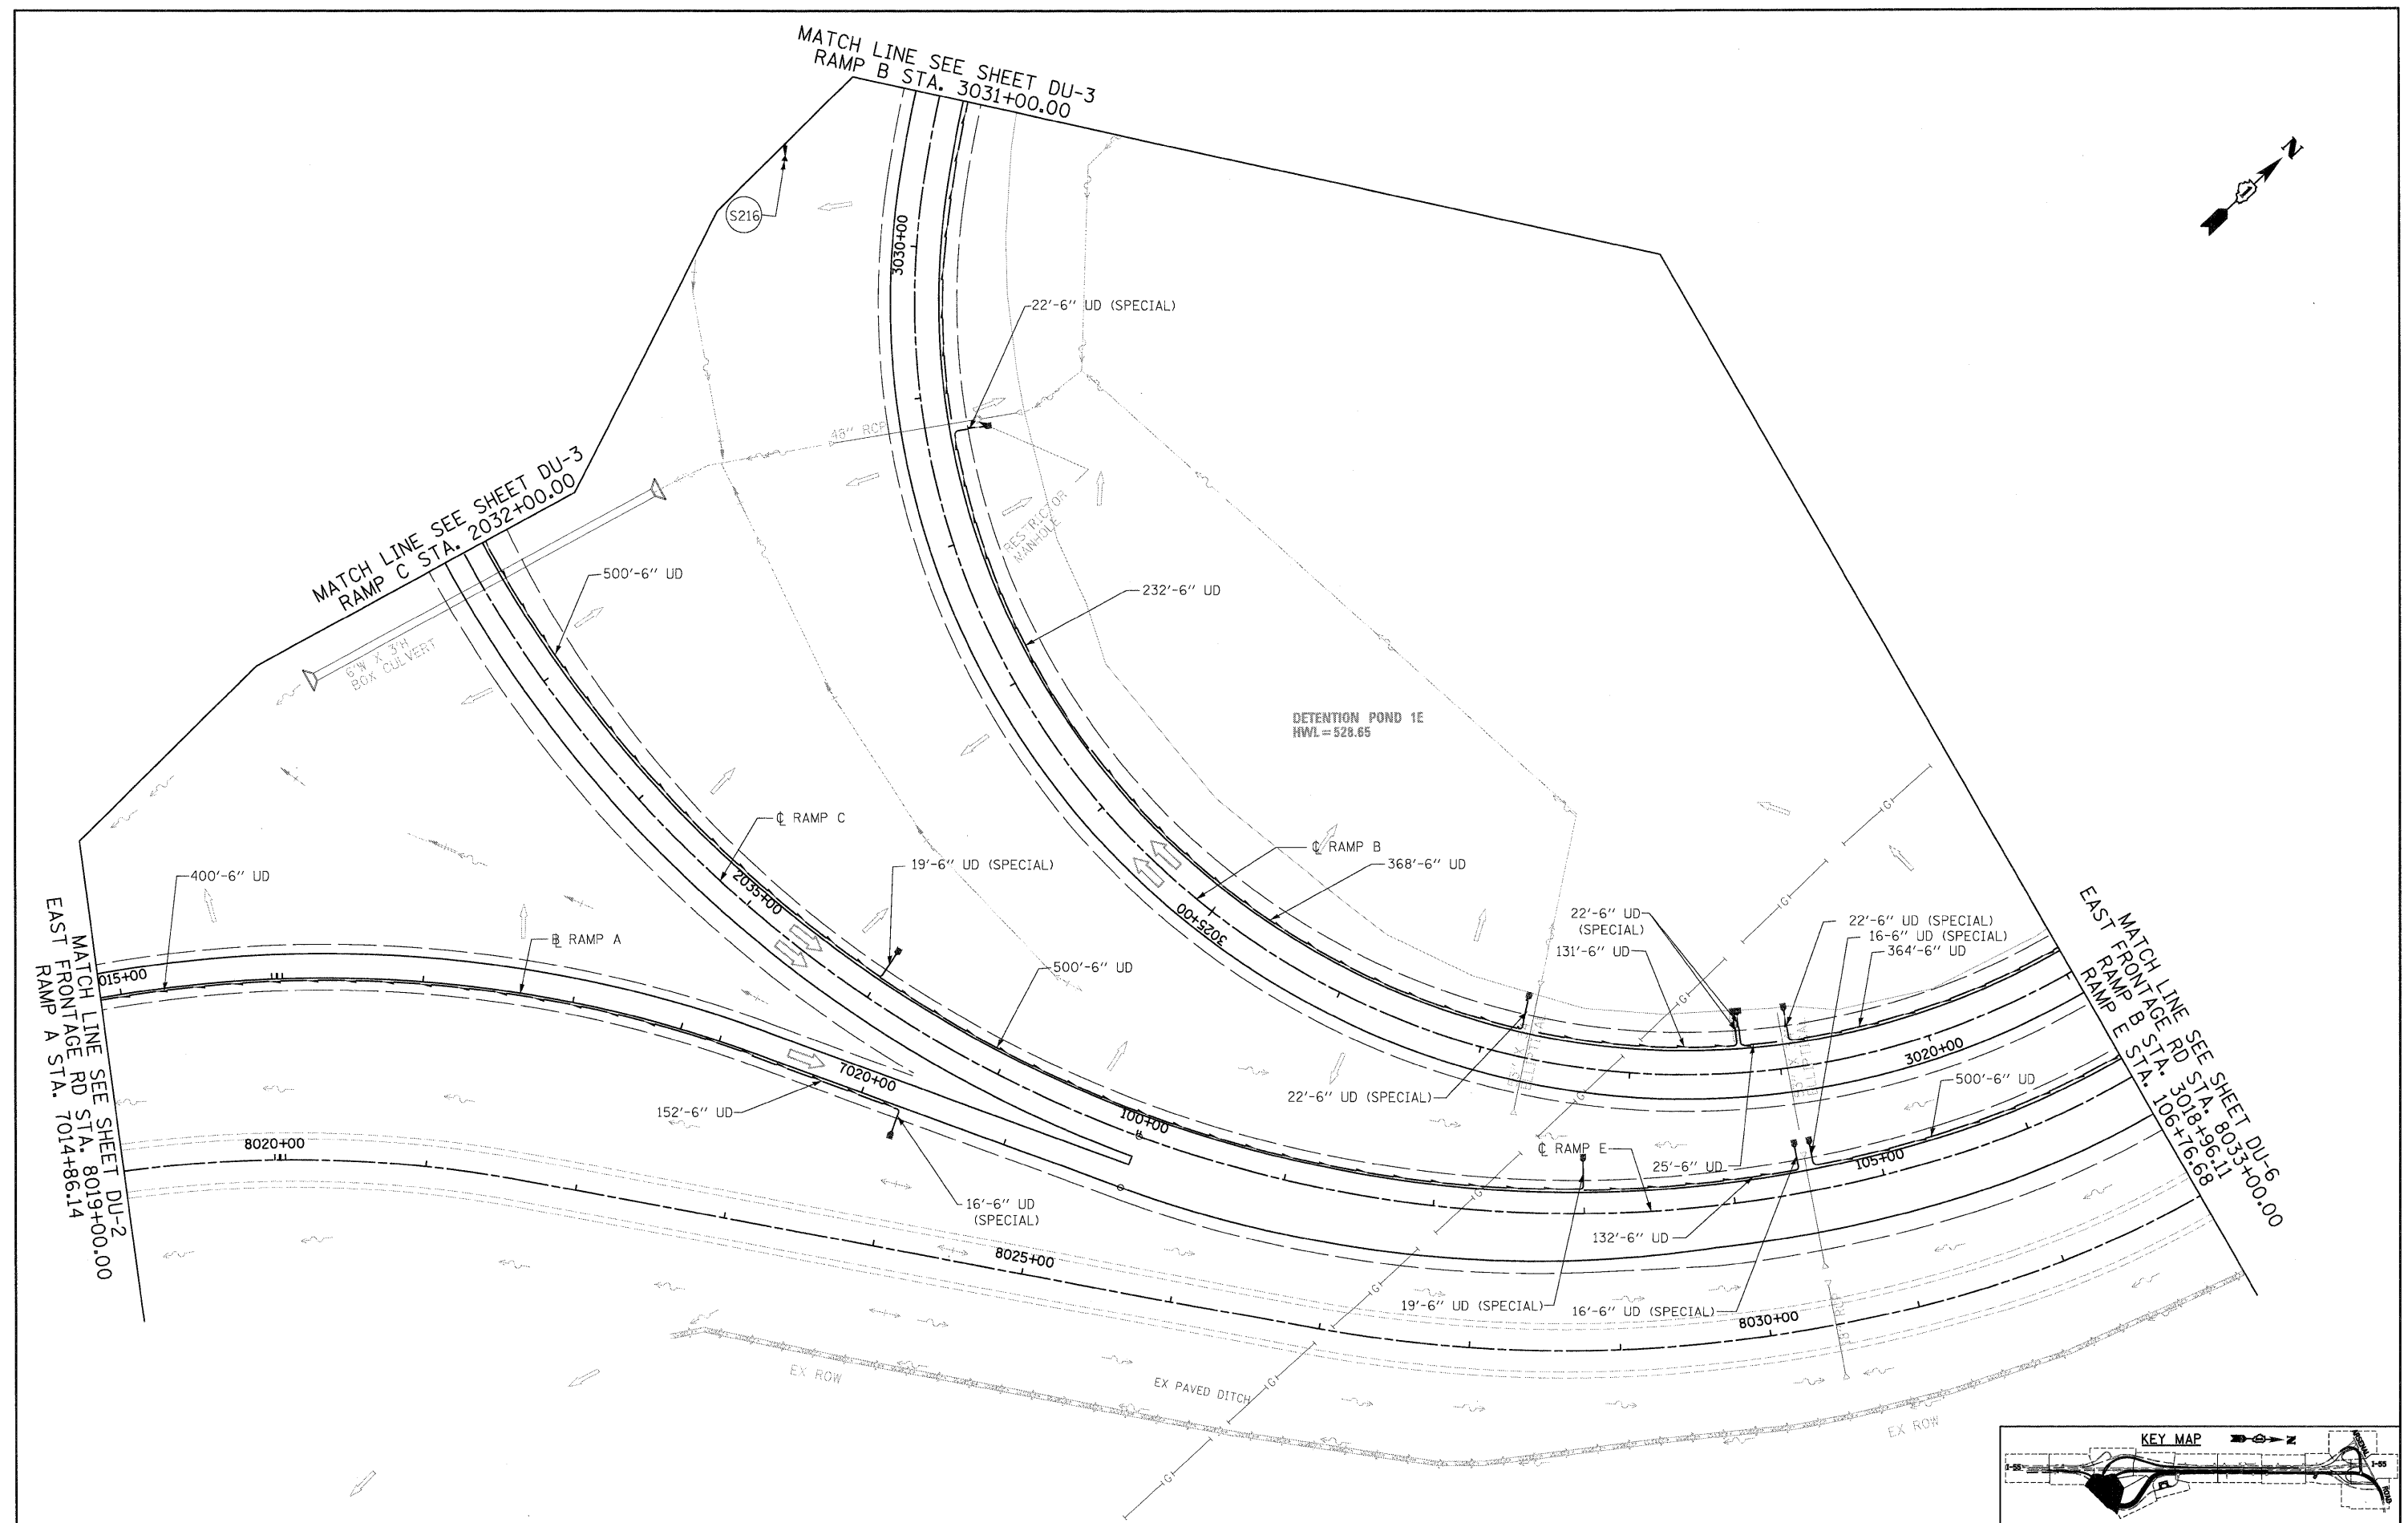 MATCH LINE SEE SHEET DU-3
RAMP B STA. 3031+00.00
N
1
S216
3030+00
22'-6" UD (SPECIAL)
48" RCP
MATCH LINE SEE SHEET DU-3
RAMP C STA. 2032+00.00
RESTRICTOR
MANHOLE
500'-6" UD
232'-6" UD
6'W X 3'H
BOX CULVERT
DETENTION POND 1E
HWL=528.65
G
℄ RAMP C
℄ RAMP B
368'-6" UD
19'-6" UD (SPECIAL)
400'-6" UD
2035+00
3025+00
22'-6" UD
(SPECIAL)
131'-6" UD
22'-6" UD (SPECIAL)
16-6" UD (SPECIAL)
364'-6" UD
RAMP A
500'-6" UD
015+00
G
MATCH LINE SEE SHEET DU-2
EAST FRONTAGE RD STA. 8019+00.00
RAMP A STA. 7014+86.14
MATCH LINE SEE SHEET DU-6
EAST FRONTAGE RD STA. 8033+00.00
RAMP B STA. 3018+96.11
RAMP E STA. 106+76.68
3020+00
7020+00
500'-6" UD
22'-6" UD (SPECIAL)
152'-6" UD
100+00
8020+00
℄ RAMP E
25'-6" UD
105+00
16'-6" UD
(SPECIAL)
132'-6" UD
8025+00
19'-6" UD (SPECIAL)
16'-6" UD (SPECIAL)
8030+00
EX ROW
EX PAVED DITCH
G
EX ROW
KEY MAP
N
I-55
I-55
ROAD
G